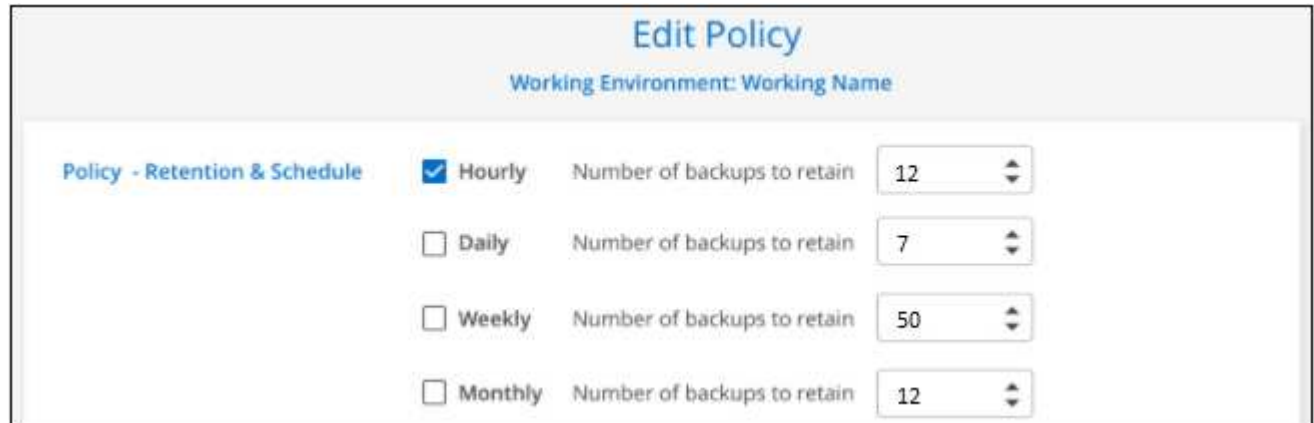 Edit Policy
Working Environment: Working Name
Policy - Retention & Schedule Hourly Number of backups to retain 12
Daily Number of backups to retain 7
Weekly Number of backups to retain 50
Monthly Number of backups to retain 12